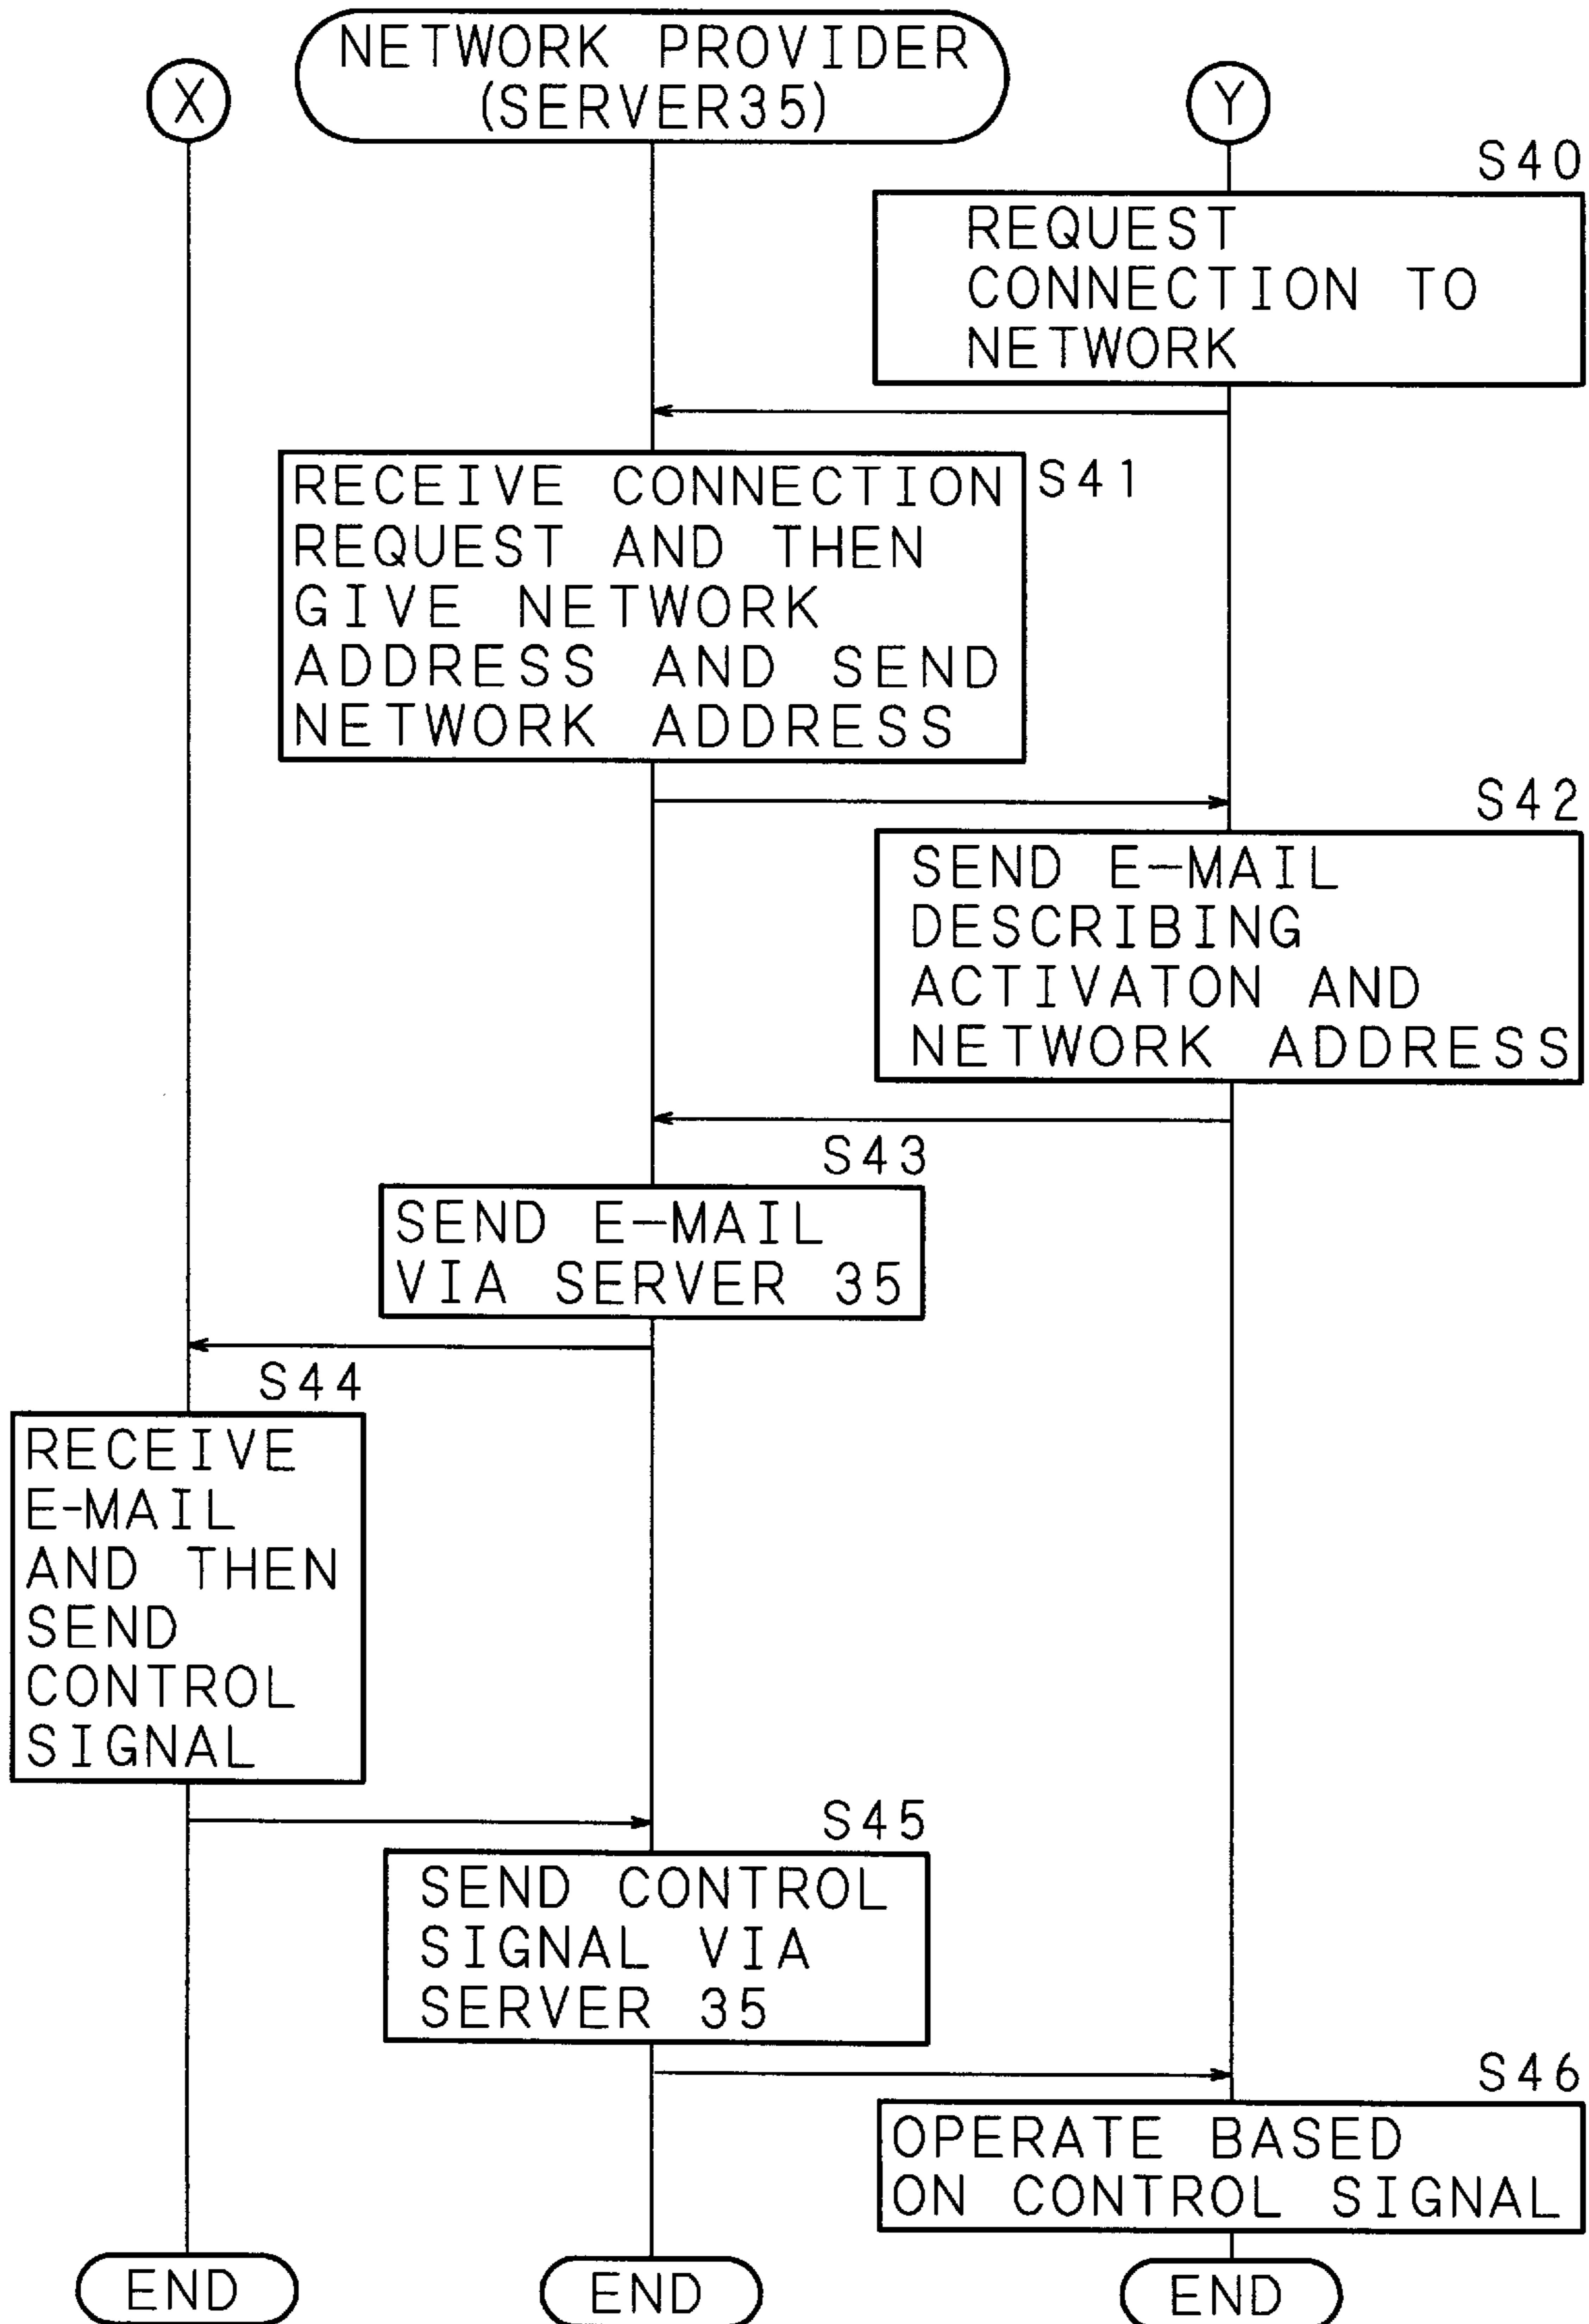 NETWORK PROVIDER
(SERVER35)
X
Y
S40
REQUEST
CONNECTION TO
NETWORK
S41
RECEIVE CONNECTION
REQUEST AND THEN
GIVE NETWORK
ADDRESS AND SEND
NETWORK ADDRESS
S42
SEND E-MAIL
DESCRIBING
ACTIVATON AND
NETWORK ADDRESS
S43
SEND E-MAIL
VIA SERVER 35
S44
RECEIVE
E-MAIL
AND THEN
SEND
CONTROL
SIGNAL
S45
SEND CONTROL
SIGNAL VIA
SERVER 35
S46
OPERATE BASED
ON CONTROL SIGNAL
END
END
END